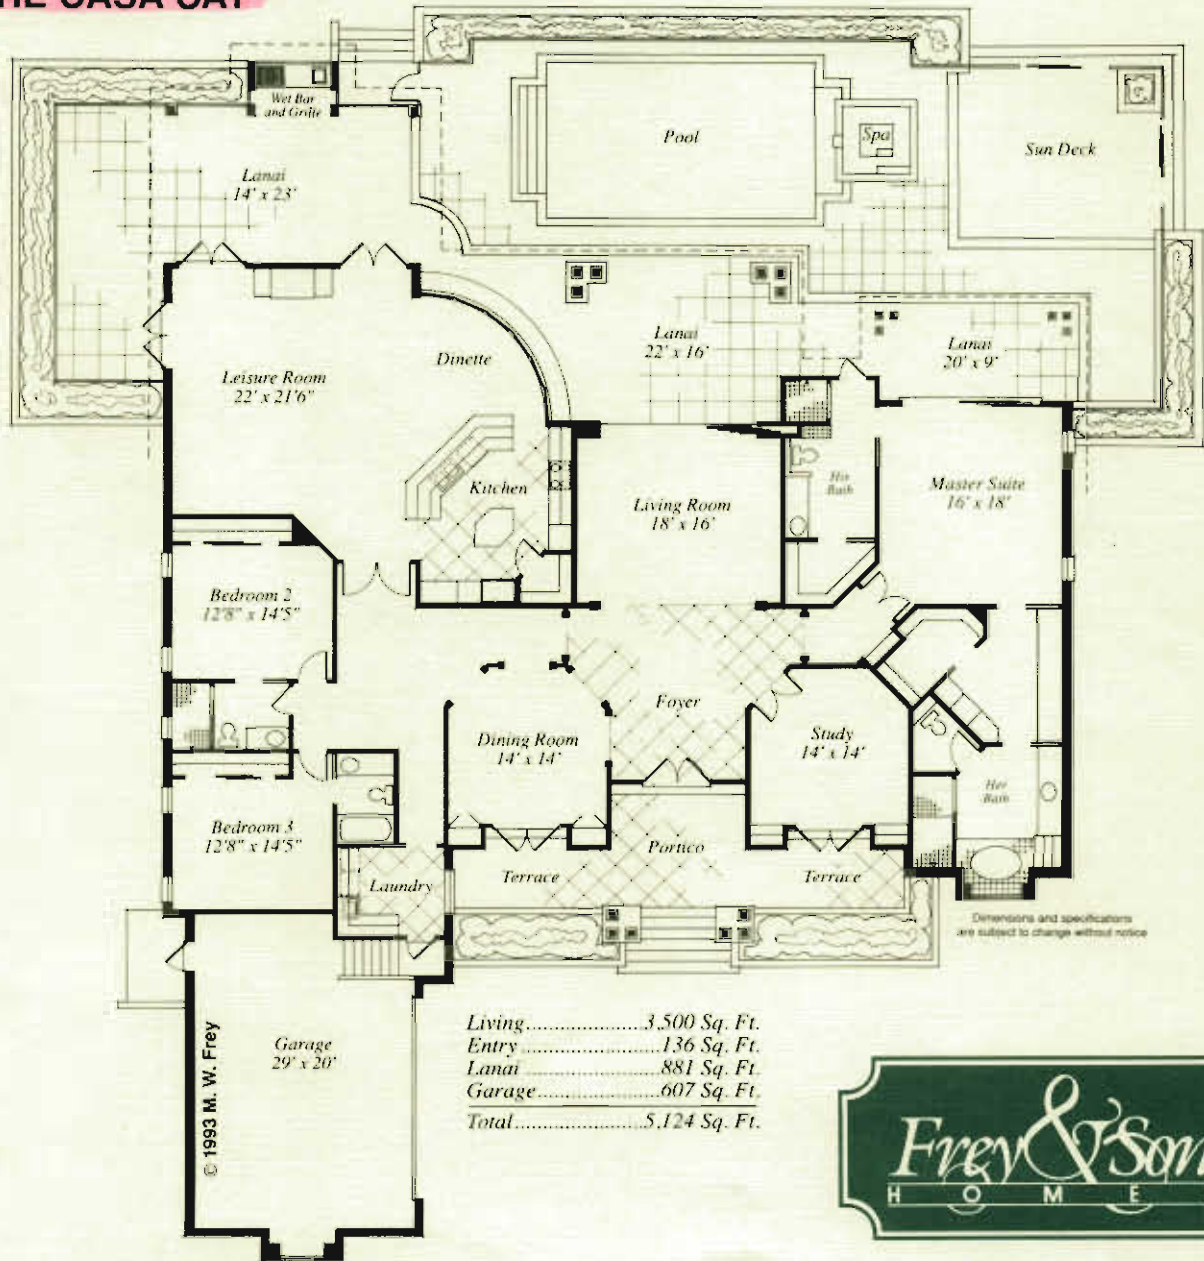 THE CASA CAY
Wet Bar
and Grille
Lanai
14' x 23'
Pool
Spa
Sun Deck
Leisure Room
22' x 21'6"
Dinette
Lanai
22' x 16'
Lanai
20' x 9'
Kitchen
Living Room
18' x 16'
His
Bath
Master Suite
16' x 18'
Bedroom 2
12'8" x 14'5"
Foyer
Dining Room
14' x 14'
Study
14' x 14'
Her
Bath
Bedroom 3
12'8" x 14'5"
Laundry
Terrace
Portico
Terrace
Dimensions and specifications
are subject to change without notice
Garage
29' x 20'
© 1993 M. W. Frey
Living......................3,500 Sq. Ft.
Entry.........................136 Sq. Ft.
Lanai.........................881 Sq. Ft.
Garage......................607 Sq. Ft.
Total.......................5,124 Sq. Ft.
Frey & Son
HOME